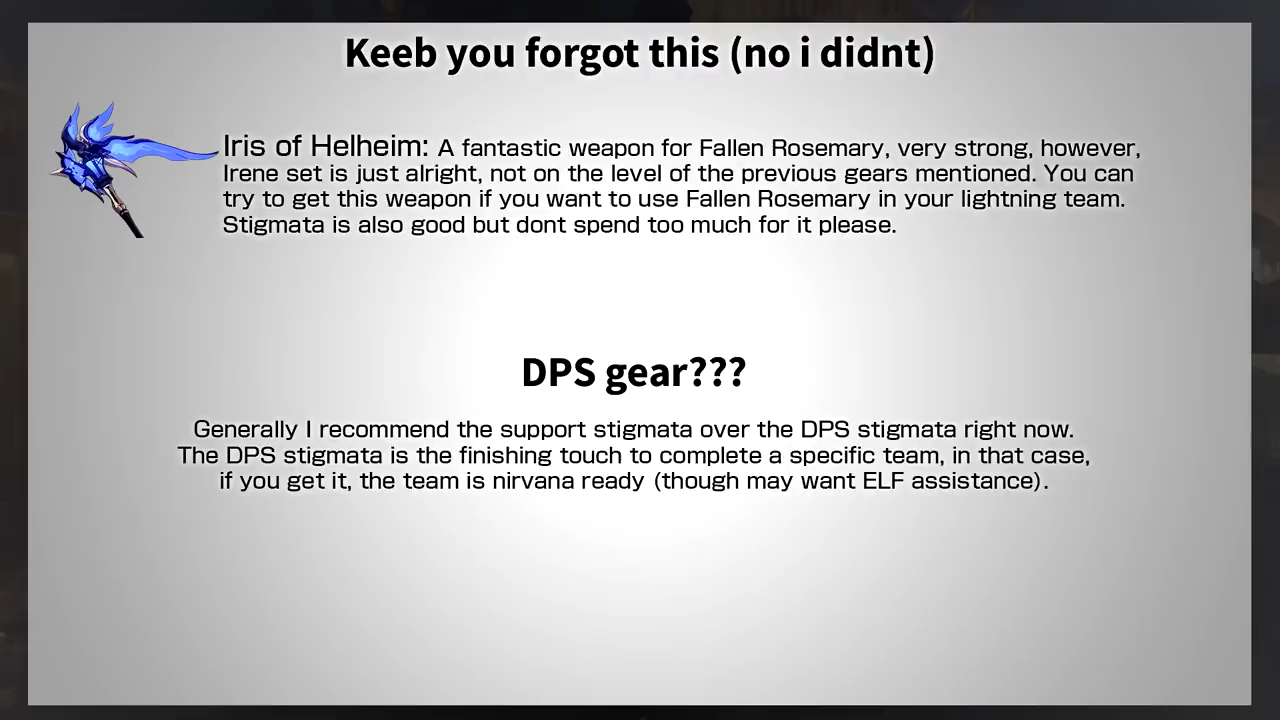 Keeb you forgot this (no i didnt)
Iris of Helheim: A fantastic weapon for Fallen Rosemary, very strong, however,
Irene set is just alright, not on the level of the previous gears mentioned. You can
try to get this weapon if you want to use Fallen Rosemary in your lightning team.
Stigmata is also good but dont spend too much for it please.
DPS gear???
Generally I recommend the support stigmata over the DPS stigmata right now.
The DPS stigmata is the finishing touch to complete a specific team, in that case,
if you get it, the team is nirvana ready (though may want ELF assistance).